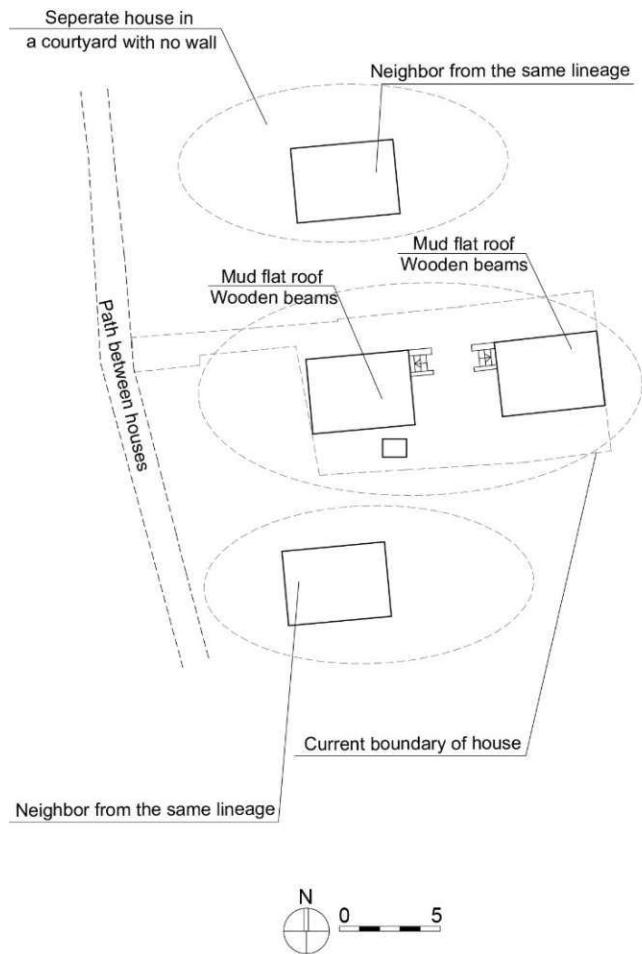 Seperate house in
a courtyard with no wall
Neighbor from the same lineage
Mud flat roof
Wooden beams
Mud flat roof
Wooden beams
Path between houses
Current boundary of house
Neighbor from the same lineage
N
0 5